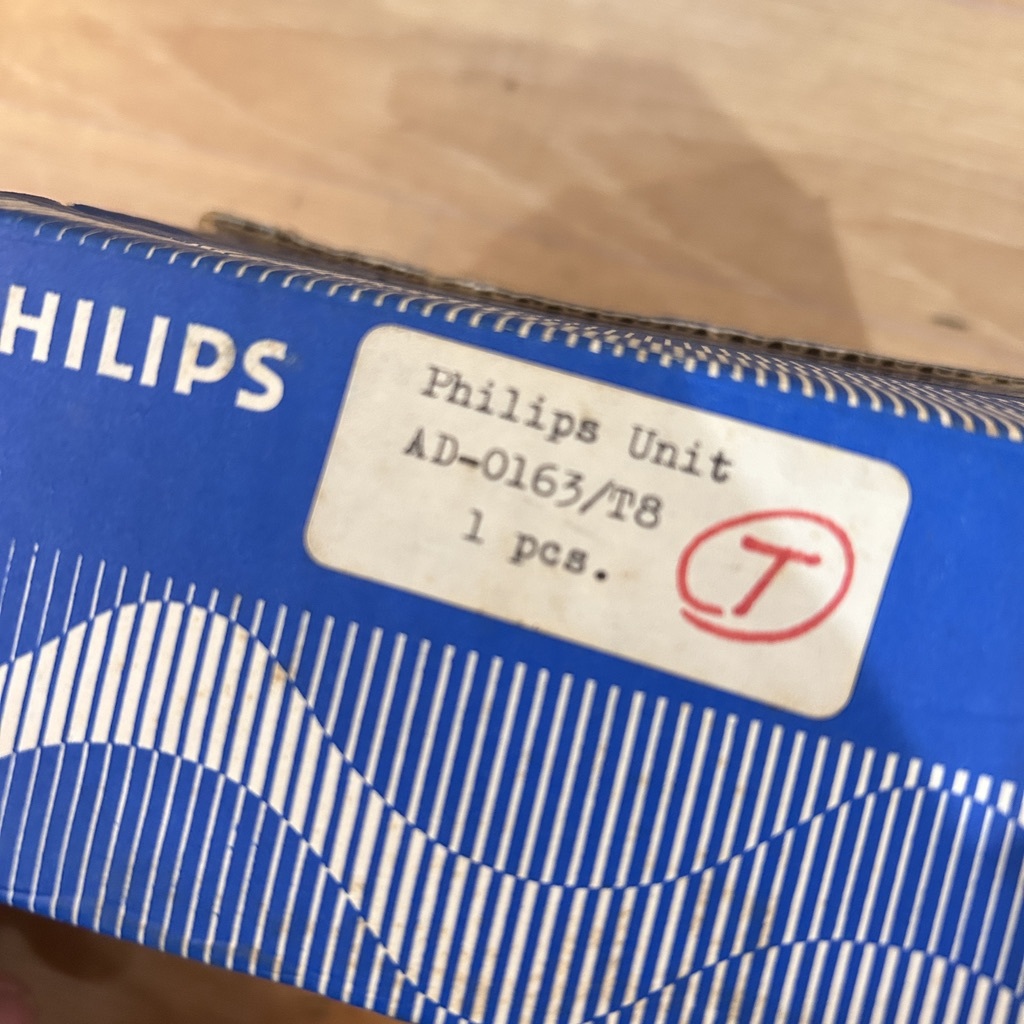 HILIPS
Philips Unit
AD-0163/T8
1 pcs.
T